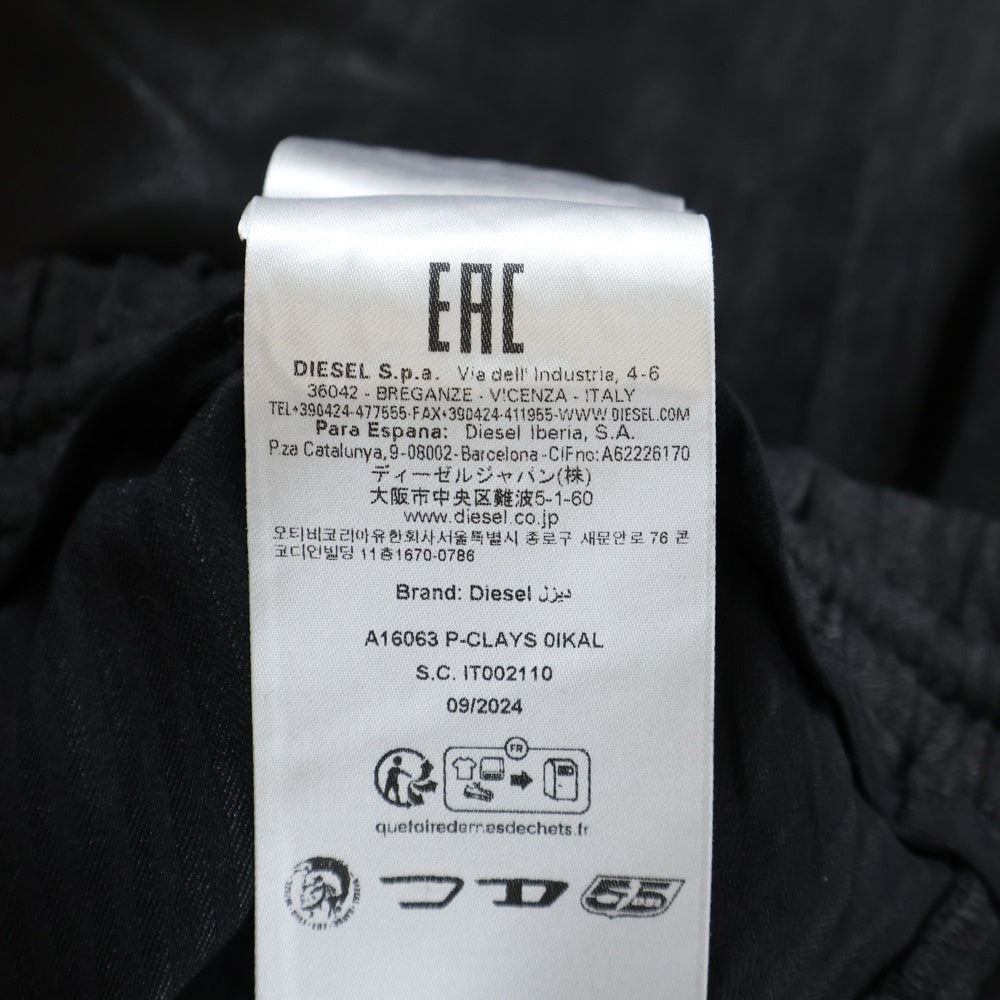 EAC
DIESEL S.p.a. Via dell' Industria, 4-6
36042 - BREGANZE - VICENZA - ITALY
TEL+390424-477555-FAX+390424-411955-WWW.DIESEL.COM
Para Espana: Diesel Iberia, S.A.
P.za Catalunya,9-08002-Barcelona-CIFno:A62226170
ディーゼルジャパン(株)
大阪市中央区難波5-1-60
www.diesel.co.jp
오티비코리아유한회사서울특별시 종로구 새문안로 76 콘
코디언빌딩 11층1670-0786
Brand: Diesel ديزل
A16063 P-CLAYS 0IKAL
S.C. IT002110
09/2024
FR
quefairedemesdechets.fr
55